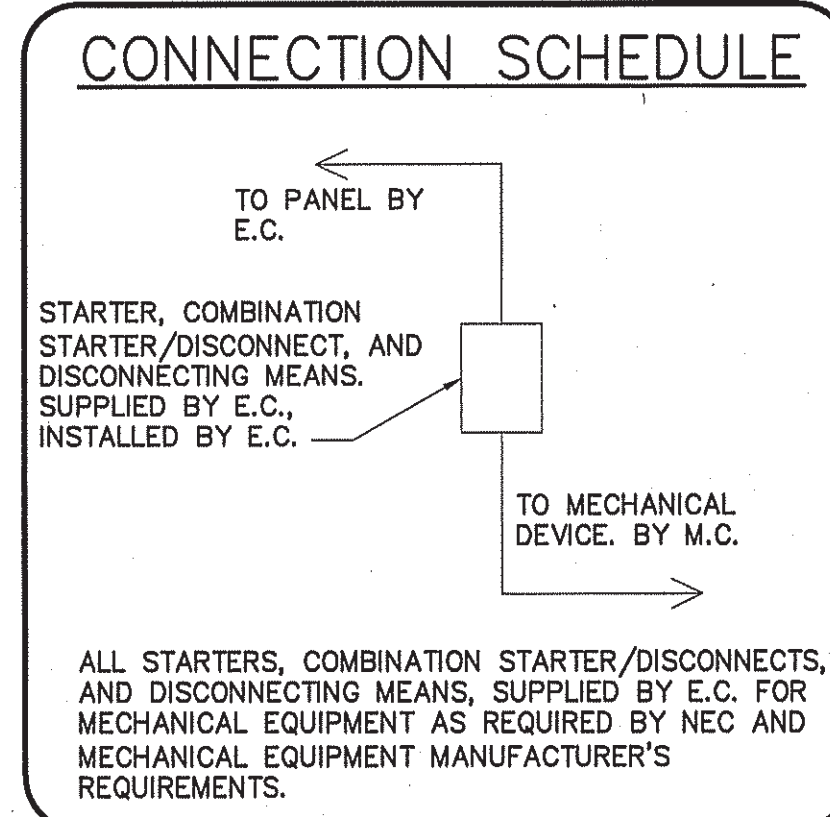 CONNECTION SCHEDULE
TO PANEL BY
E.C.
STARTER, COMBINATION
STARTER/DISCONNECT, AND
DISCONNECTING MEANS.
SUPPLIED BY E.C.,
INSTALLED BY E.C.
TO MECHANICAL
DEVICE. BY M.C.
ALL STARTERS, COMBINATION STARTER/DISCONNECTS,
AND DISCONNECTING MEANS, SUPPLIED BY E.C. FOR
MECHANICAL EQUIPMENT AS REQUIRED BY NEC AND
MECHANICAL EQUIPMENT MANUFACTURER'S
REQUIREMENTS.